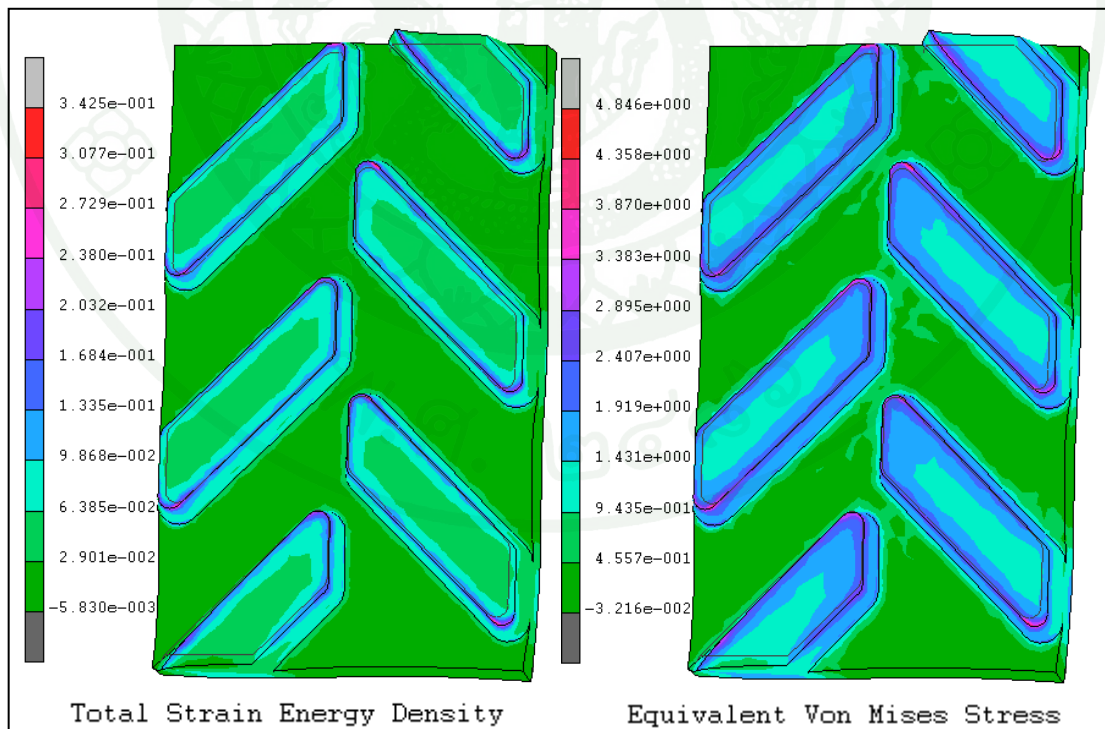 3.425e-001
3.077e-001
2.729e-001
2.380e-001
2.032e-001
1.684e-001
1.335e-001
9.868e-002
6.385e-002
2.901e-002
-5.830e-003
Total Strain Energy Density
4.846e+000
4.358e+000
3.870e+000
3.383e+000
2.895e+000
2.407e+000
1.919e+000
1.431e+000
9.435e-001
4.557e-001
-3.216e-002
Equivalent Von Mises Stress